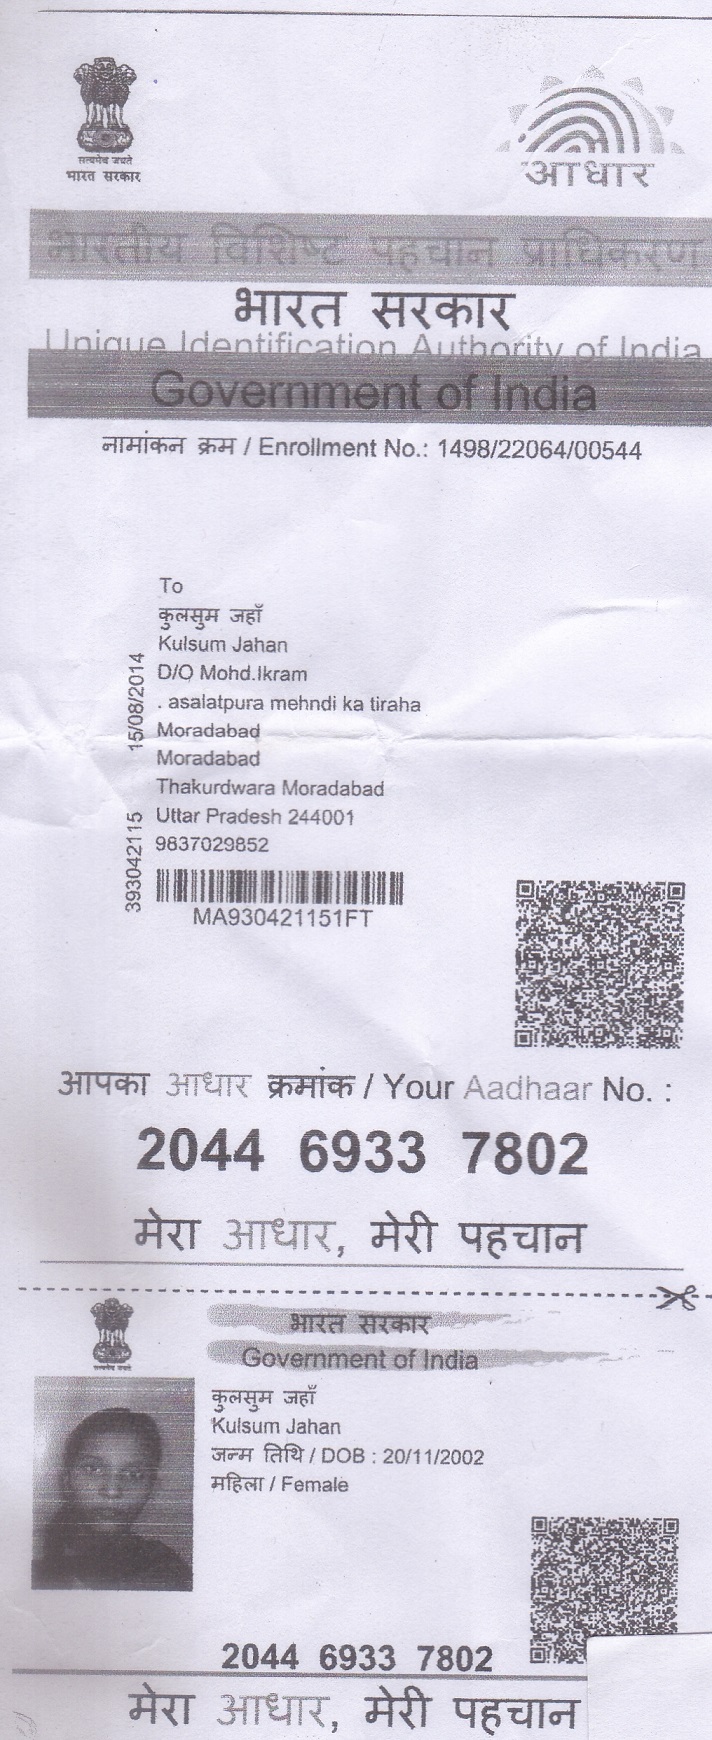 सत्यमेव जयते
भारत सरकार
आधार
भारतीय विशिष्ट पहचान प्राधिकरण
भारत सरकार
Unique Identification Authority of India
Government of India
नामांकन क्रम / Enrollment No.: 1498/22064/00544
To
कुलसुम जहाँ
Kulsum Jahan
D/O Mohd.Ikram
. asalatpura mehndi ka tiraha
Moradabad
Moradabad
Thakurdwara Moradabad
Uttar Pradesh 244001
9837029852
393042115 15/08/2014
MA930421151FT
आपका आधार क्रमांक / Your Aadhaar No. :
2044 6933 7802
मेरा आधार, मेरी पहचान
भारत सरकार
Government of India
कुलसुम जहाँ
Kulsum Jahan
जन्म तिथि / DOB : 20/11/2002
महिला / Female
2044 6933 7802
मेरा आधार, मेरी पहचान